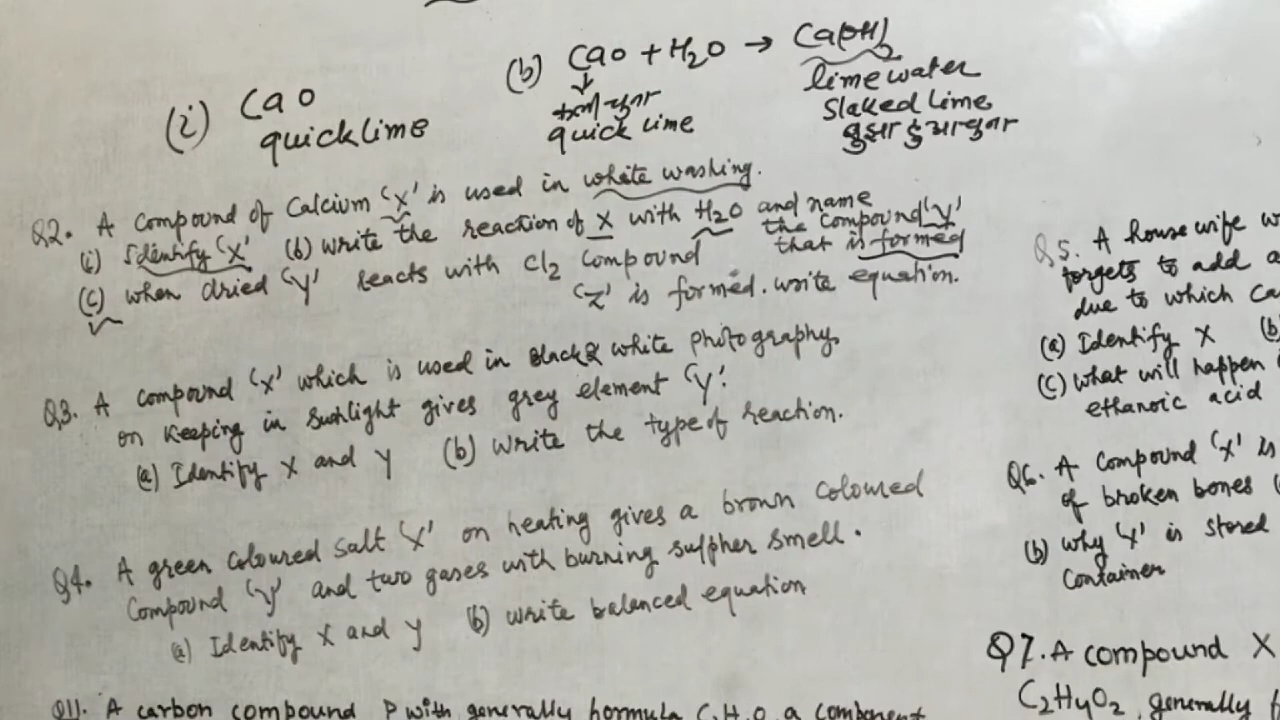 (i) CaO
quicklime
(b) CaO + H2O → Ca(OH)2
quick lime
lime water
Slaked lime
बुझा हुआ चुना
Q2. A compound of Calcium 'X' is used in white washing.
(i) Identify 'X' (b) write the reaction of X with H2O and name
the compound 'Y'
that is formed
(c) when dried 'Y' reacts with Cl2 compound
'Z' is formed. write equation.
Q3. A compound 'X' which is used in Black & white photography.
on keeping in sunlight gives grey element 'Y'.
(a) Identify X and Y (b) Write the type of reaction.
Q4. A green coloured salt 'X' on heating gives a brown coloured
Compound 'Y' and two gases with burning sulpher smell.
(a) Identify X and Y (b) write balanced equation
Q11. A carbon compound P with generally formula
Q5. A house wife
forgets to add
due to which
(a) Identify X (b)
(C) what will happen
ethanoic acid
Q6. A compound 'X' is
of broken bones
(b) why 'X' is stored
Container
Q7. A compound X
C2H4O2, generally